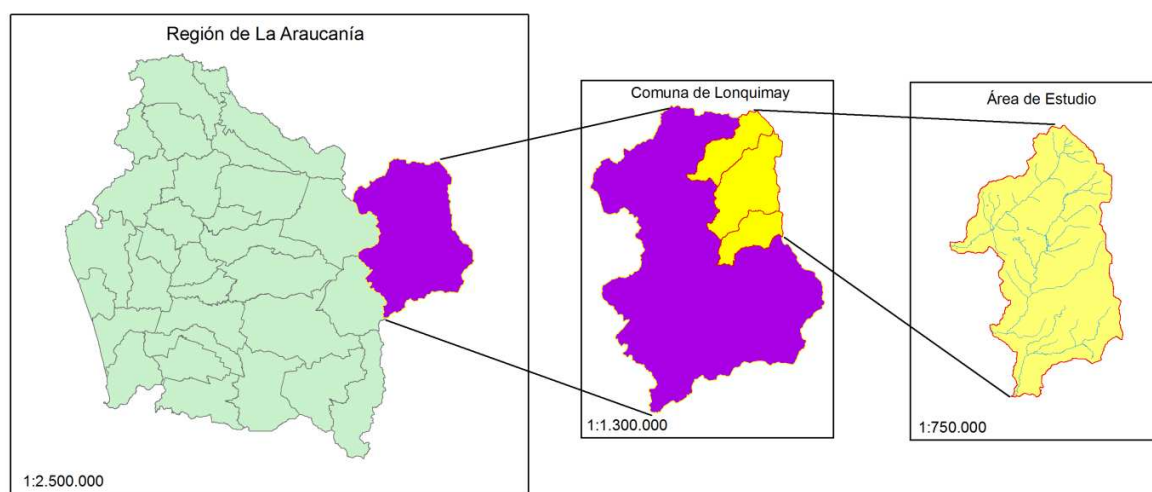 Región de La Araucanía
1:2.500.000
Comuna de Lonquimay
1:1.300.000
Área de Estudio
1:750.000